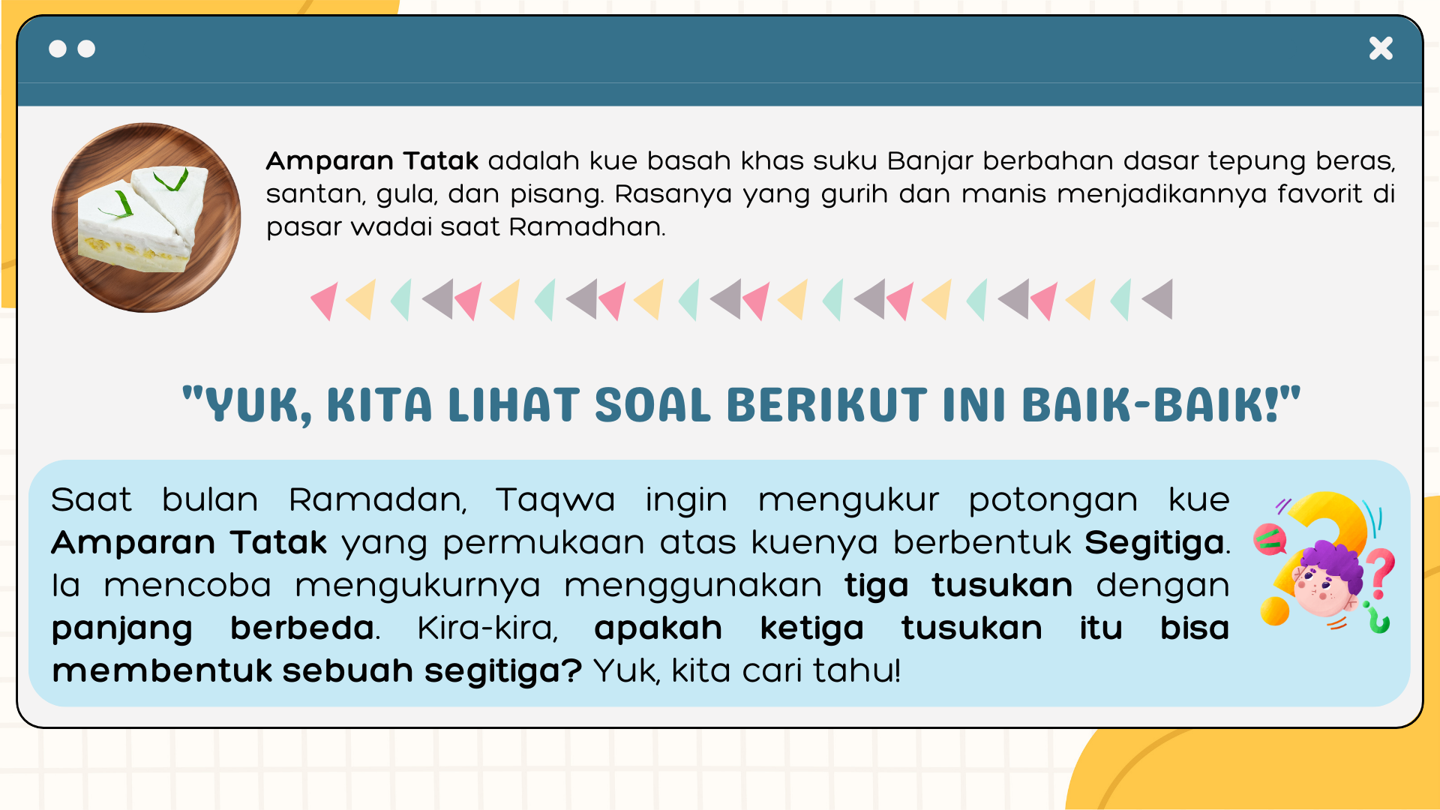 Amparan Tatak adalah kue basah khas suku Banjar berbahan dasar tepung beras,
santan, gula, dan pisang. Rasanya yang gurih dan manis menjadikannya favorit di
pasar wadai saat Ramadhan.
"YUK, KITA LIHAT SOAL BERIKUT INI BAIK-BAIK!"
Saat bulan Ramadan, Taqwa ingin mengukur potongan kue
Amparan Tatak yang permukaan atas kuenya berbentuk Segitiga.
Ia mencoba mengukurnya menggunakan tiga tusukan dengan
panjang berbeda. Kira-kira, apakah ketiga tusukan itu bisa
membentuk sebuah segitiga? Yuk, kita cari tahu!